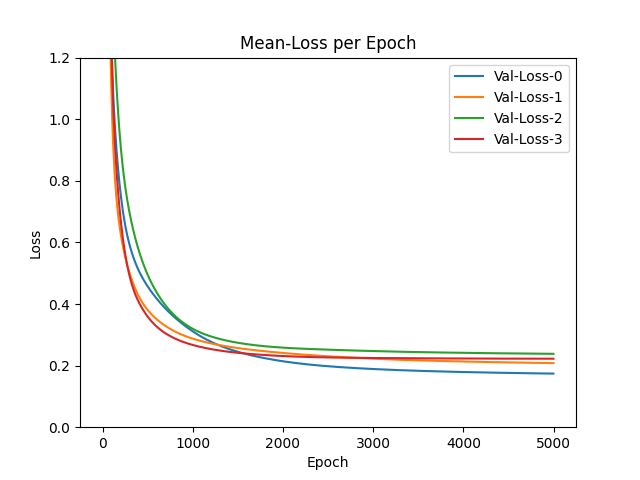 Mean-Loss per Epoch
Val-Loss-0
Val-Loss-1
Val-Loss-2
Val-Loss-3
1.2
1.0
0.8
0.6
0.4
0.2
0.0
Loss
0 1000 2000 3000 4000 5000
Epoch